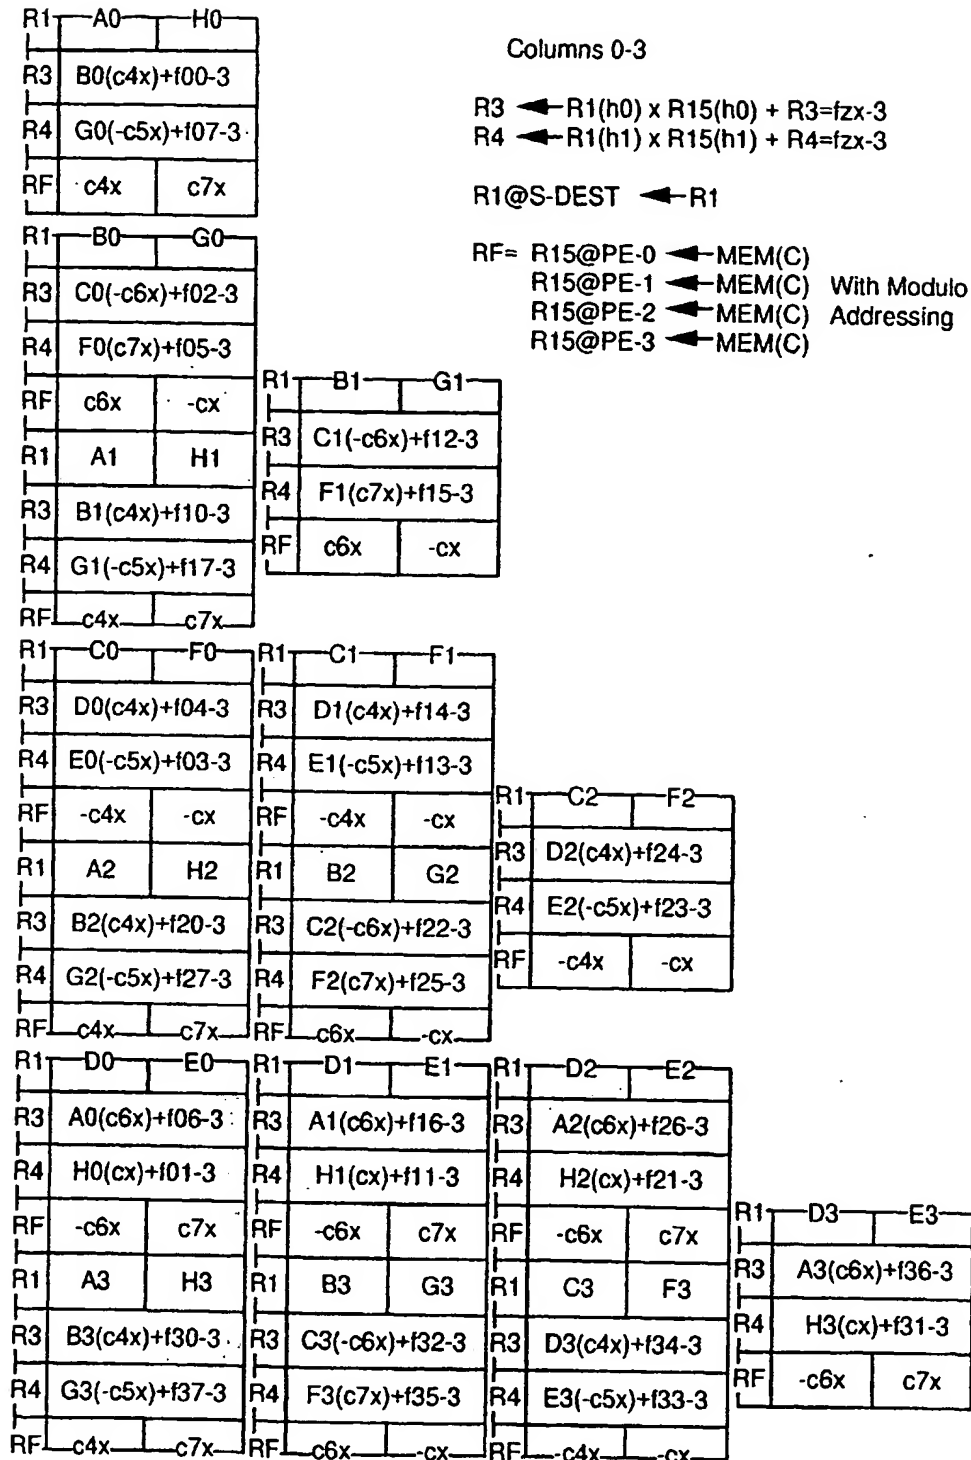 R1 A0 H0
R3 B0(c4x)+f00-3
R4 G0(-c5x)+f07-3
RF c4x c7x
Columns 0-3
R3 ◄— R1(h0) x R15(h0) + R3=fzx-3
R4 ◄— R1(h1) x R15(h1) + R4=fzx-3
R1@S-DEST ◄— R1
RF= R15@PE-0 ◄— MEM(C)
R15@PE-1 ◄— MEM(C) With Modulo
R15@PE-2 ◄— MEM(C) Addressing
R15@PE-3 ◄— MEM(C)
R1 B0 G0
R3 C0(-c6x)+f02-3
R4 F0(c7x)+f05-3
RF c6x -cx
R1 A1 H1
R3 B1(c4x)+f10-3
R4 G1(-c5x)+f17-3
RF c4x c7x
R1 B1 G1
R3 C1(-c6x)+f12-3
R4 F1(c7x)+f15-3
RF c6x -cx
R1 C0 F0
R3 D0(c4x)+f04-3
R4 E0(-c5x)+f03-3
RF -c4x -cx
R1 A2 H2
R3 B2(c4x)+f20-3
R4 G2(-c5x)+f27-3
RF c4x c7x
R1 C1 F1
R3 D1(c4x)+f14-3
R4 E1(-c5x)+f13-3
RF -c4x -cx
R1 B2 G2
R3 C2(-c6x)+f22-3
R4 F2(c7x)+f25-3
RF c6x -cx
R1 C2 F2
R3 D2(c4x)+f24-3
R4 E2(-c5x)+f23-3
RF -c4x -cx
R1 D0 E0
R3 A0(c6x)+f06-3
R4 H0(cx)+f01-3
RF -c6x c7x
R1 A3 H3
R3 B3(c4x)+f30-3
R4 G3(-c5x)+f37-3
RF c4x c7x
R1 D1 E1
R3 A1(c6x)+f16-3
R4 H1(cx)+f11-3
RF -c6x c7x
R1 B3 G3
R3 C3(-c6x)+f32-3
R4 F3(c7x)+f35-3
RF c6x -cx
R1 D2 E2
R3 A2(c6x)+f26-3
R4 H2(cx)+f21-3
RF -c6x c7x
R1 C3 F3
R3 D3(c4x)+f34-3
R4 E3(-c5x)+f33-3
RF -c4x -cx
R1 D3 E3
R3 A3(c6x)+f36-3
R4 H3(cx)+f31-3
RF -c6x c7x